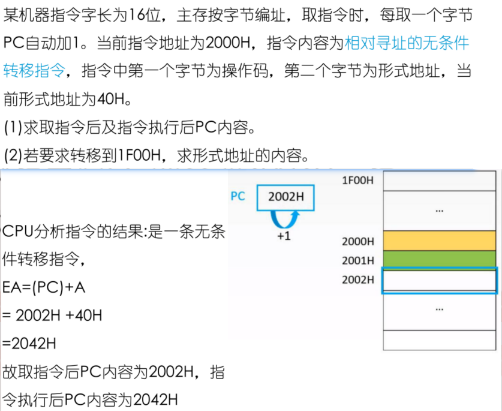 某机器指令字长为16位，主存按字节编址，取指令时，每取一个字节
PC自动加1。当前指令地址为2000H，指令内容为相对寻址的无条件
转移指令，指令中第一个字节为操作码，第二个字节为形式地址，当
前形式地址为40H。
(1)求取指令后及指令执行后PC内容。
(2)若要求转移到1F00H，求形式地址的内容。
PC 2002H
+1
1F00H
...
2000H
2001H
2002H
...
CPU分析指令的结果:是一条无条
件转移指令，
EA=(PC)+A
= 2002H +40H
=2042H
故取指令后PC内容为2002H，指
令执行后PC内容为2042H